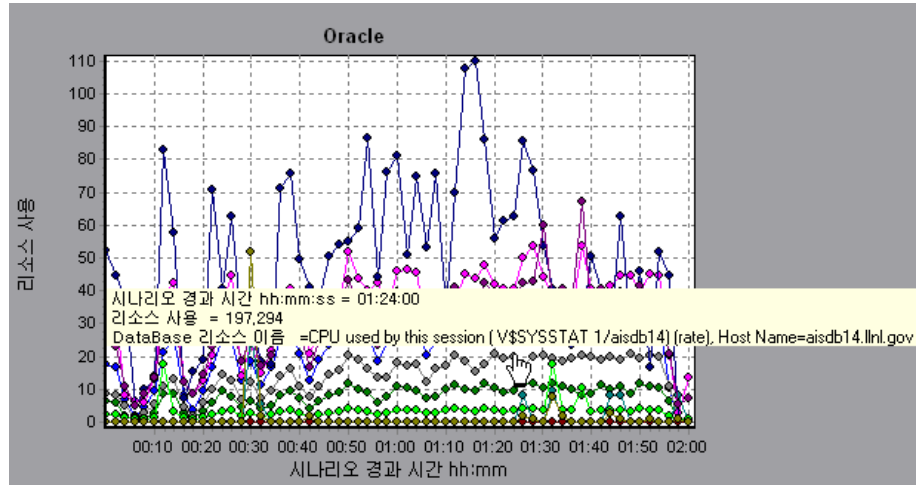 Oracle
110
100
90
80
70
60
50
40
30
20
10
0
리소스 사용
시나리오 경과 시간 hh:mm:ss = 01:24:00
리소스 사용 = 197,294
DataBase 리소스 이름 =CPU used by this session ( V$SYSSTAT 1/aisdb14) (rate), Host Name=aisdb14.llnl.gov
00:10 00:20 00:30 00:40 00:50 01:00 01:10 01:20 01:30 01:40 01:50 02:00
시나리오 경과 시간 hh:mm